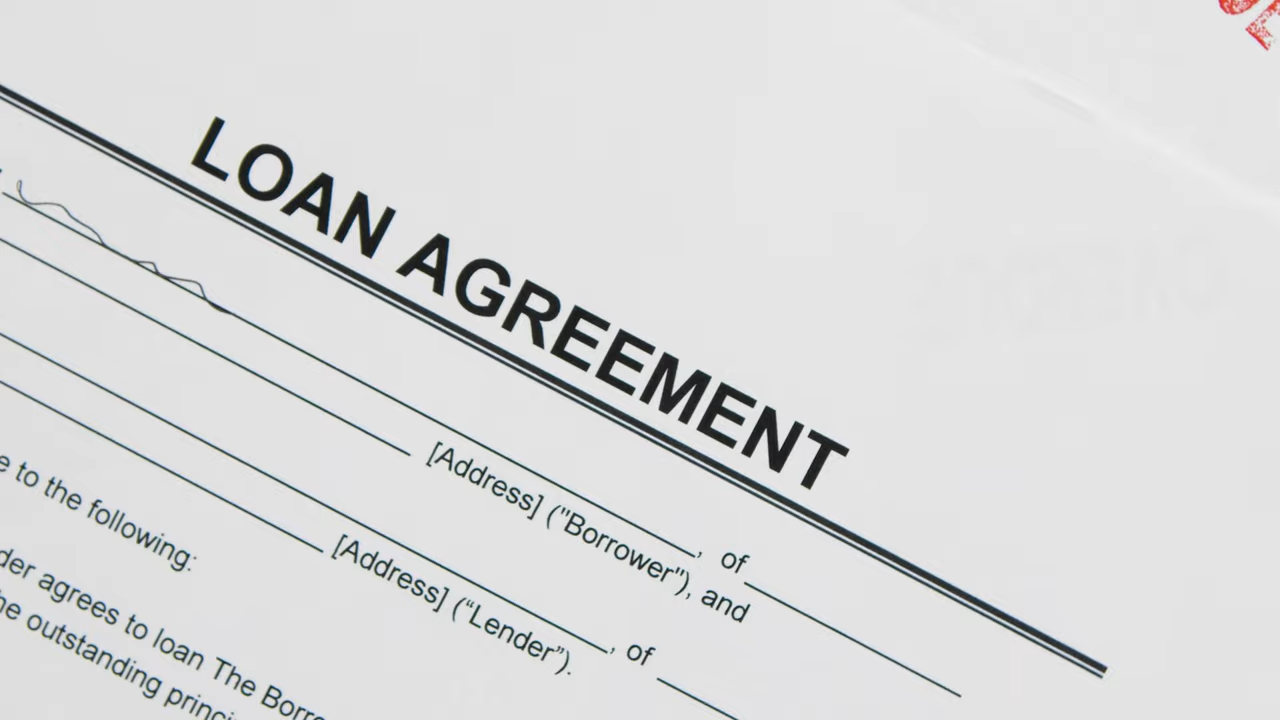 LOAN AGREEMENT
, of
[Address] ("Borrower"), and
, of
[Address] (“Lender”).
e to the following:
der agrees to loan The Borro
he outstanding princi